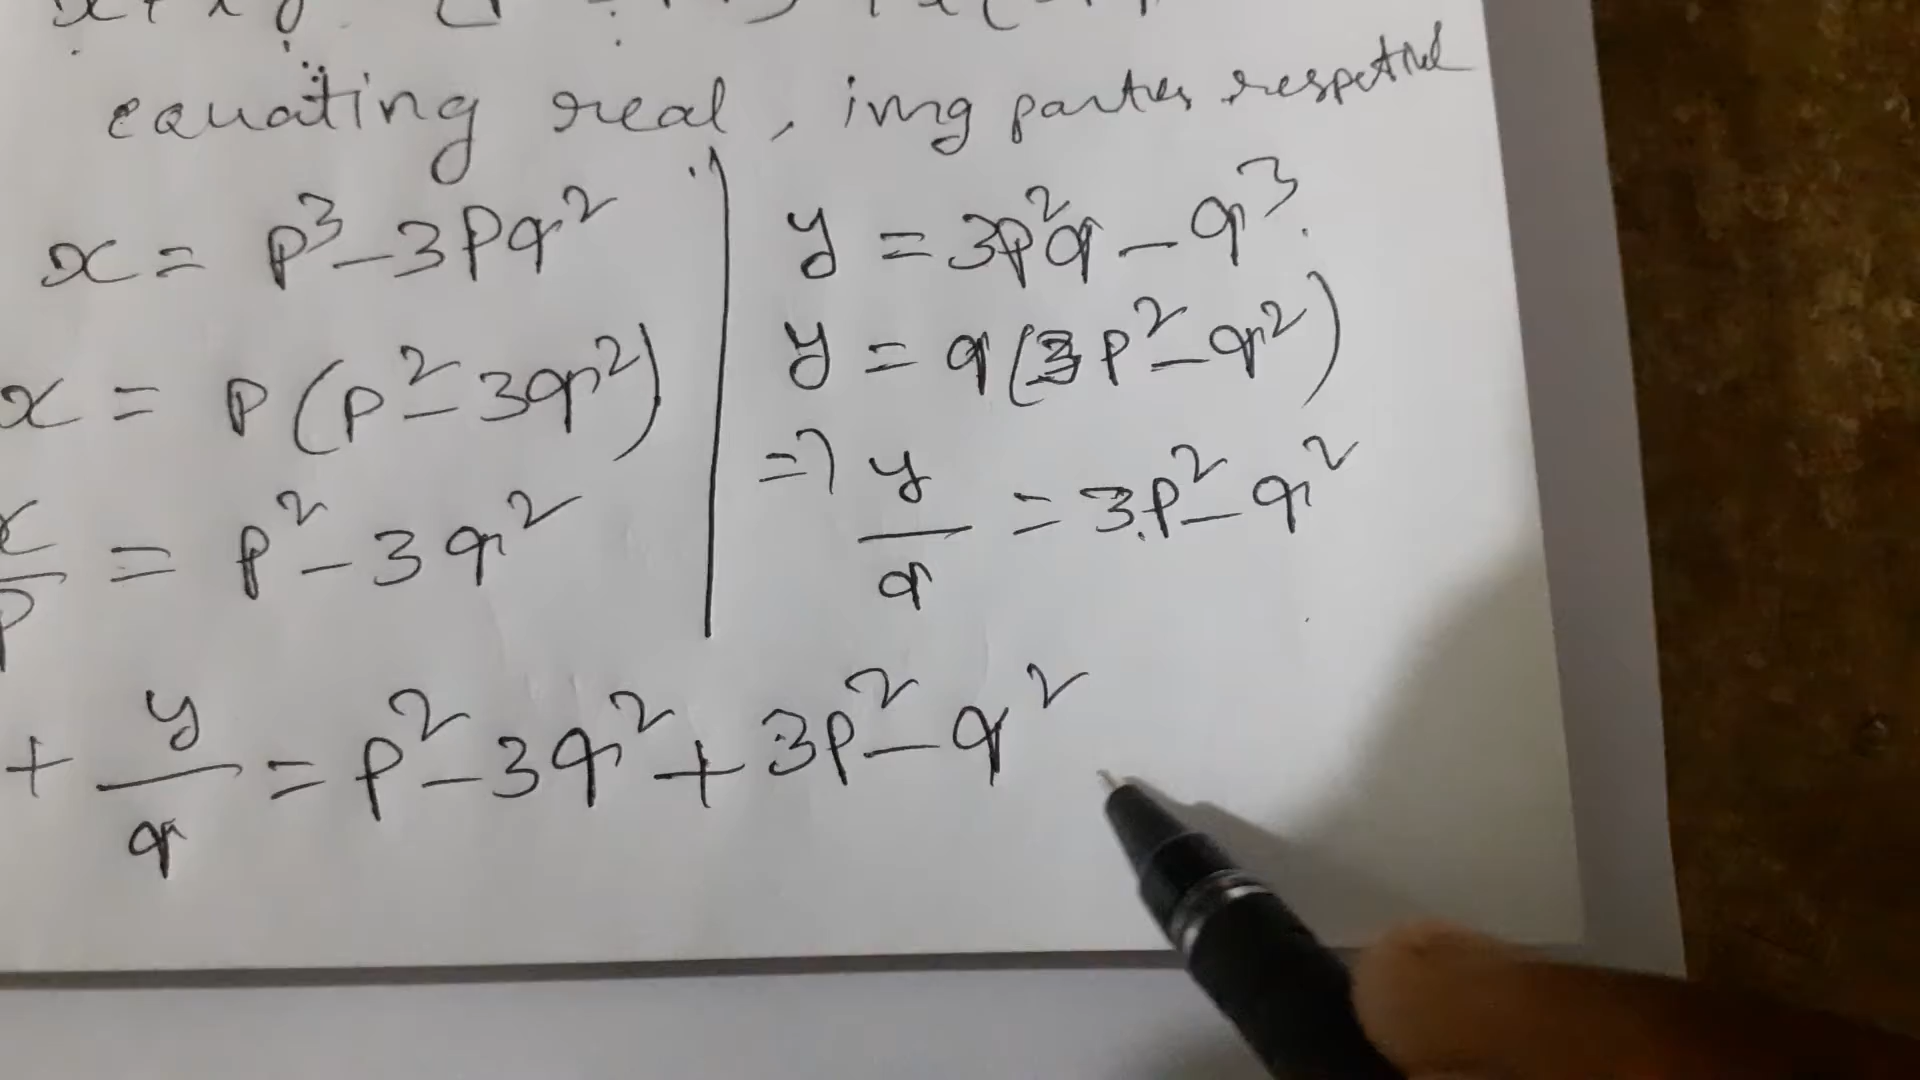 equating real, img parts
x = p³ - 3pq²
y = 3p²q - q³.
x = p(p² - 3q²)
y = q(3p² - q²)
x/p = p² - 3q²
=> y/q = 3p² - q²
+ y/q = p² - 3q² + 3p² - q²